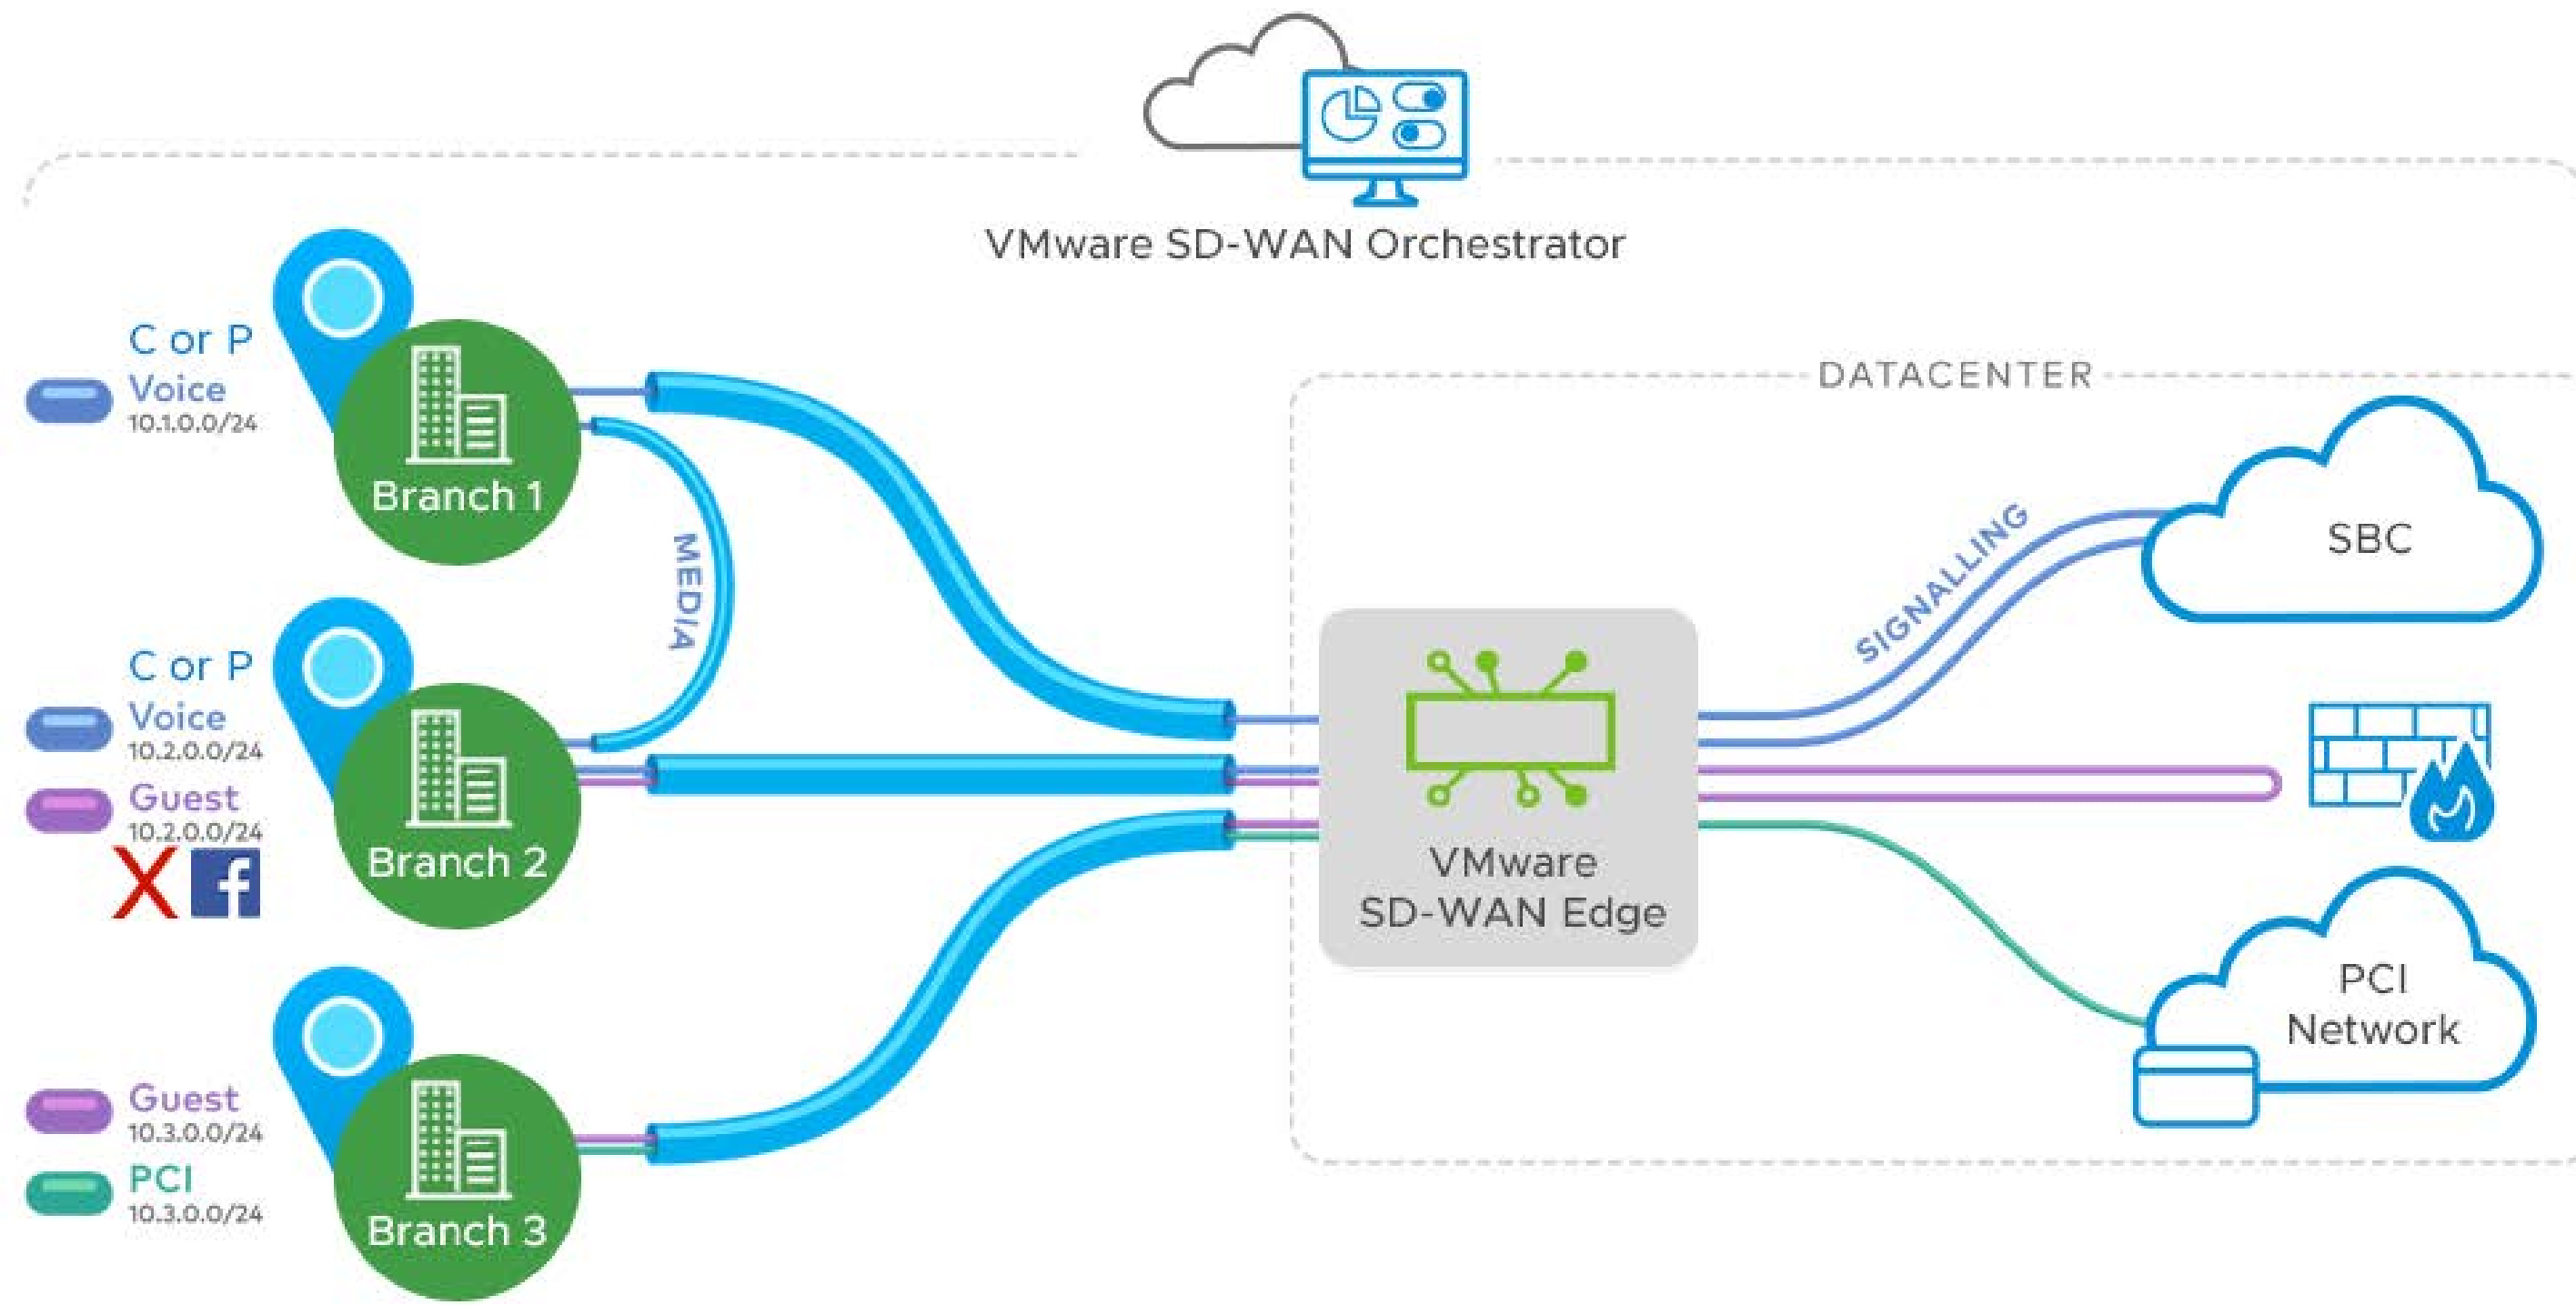 VMware SD-WAN Orchestrator
C or P
Voice
10.1.0.0/24
Branch 1
MEDIA
C or P
Voice
10.2.0.0/24
Guest
10.2.0.0/24
X f
Branch 2
Guest
10.3.0.0/24
PCI
10.3.0.0/24
Branch 3
DATACENTER
VMware
SD-WAN Edge
SIGNALLING
SBC
PCI
Network